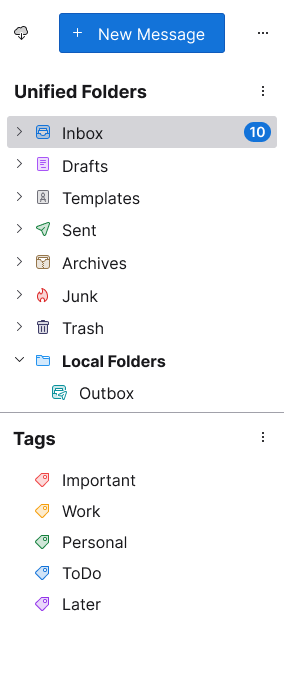 New Message
Unified Folders
Inbox 10
Drafts
Templates
Sent
Archives
Junk
Trash
Local Folders
Outbox
Tags
Important
Work
Personal
ToDo
Later